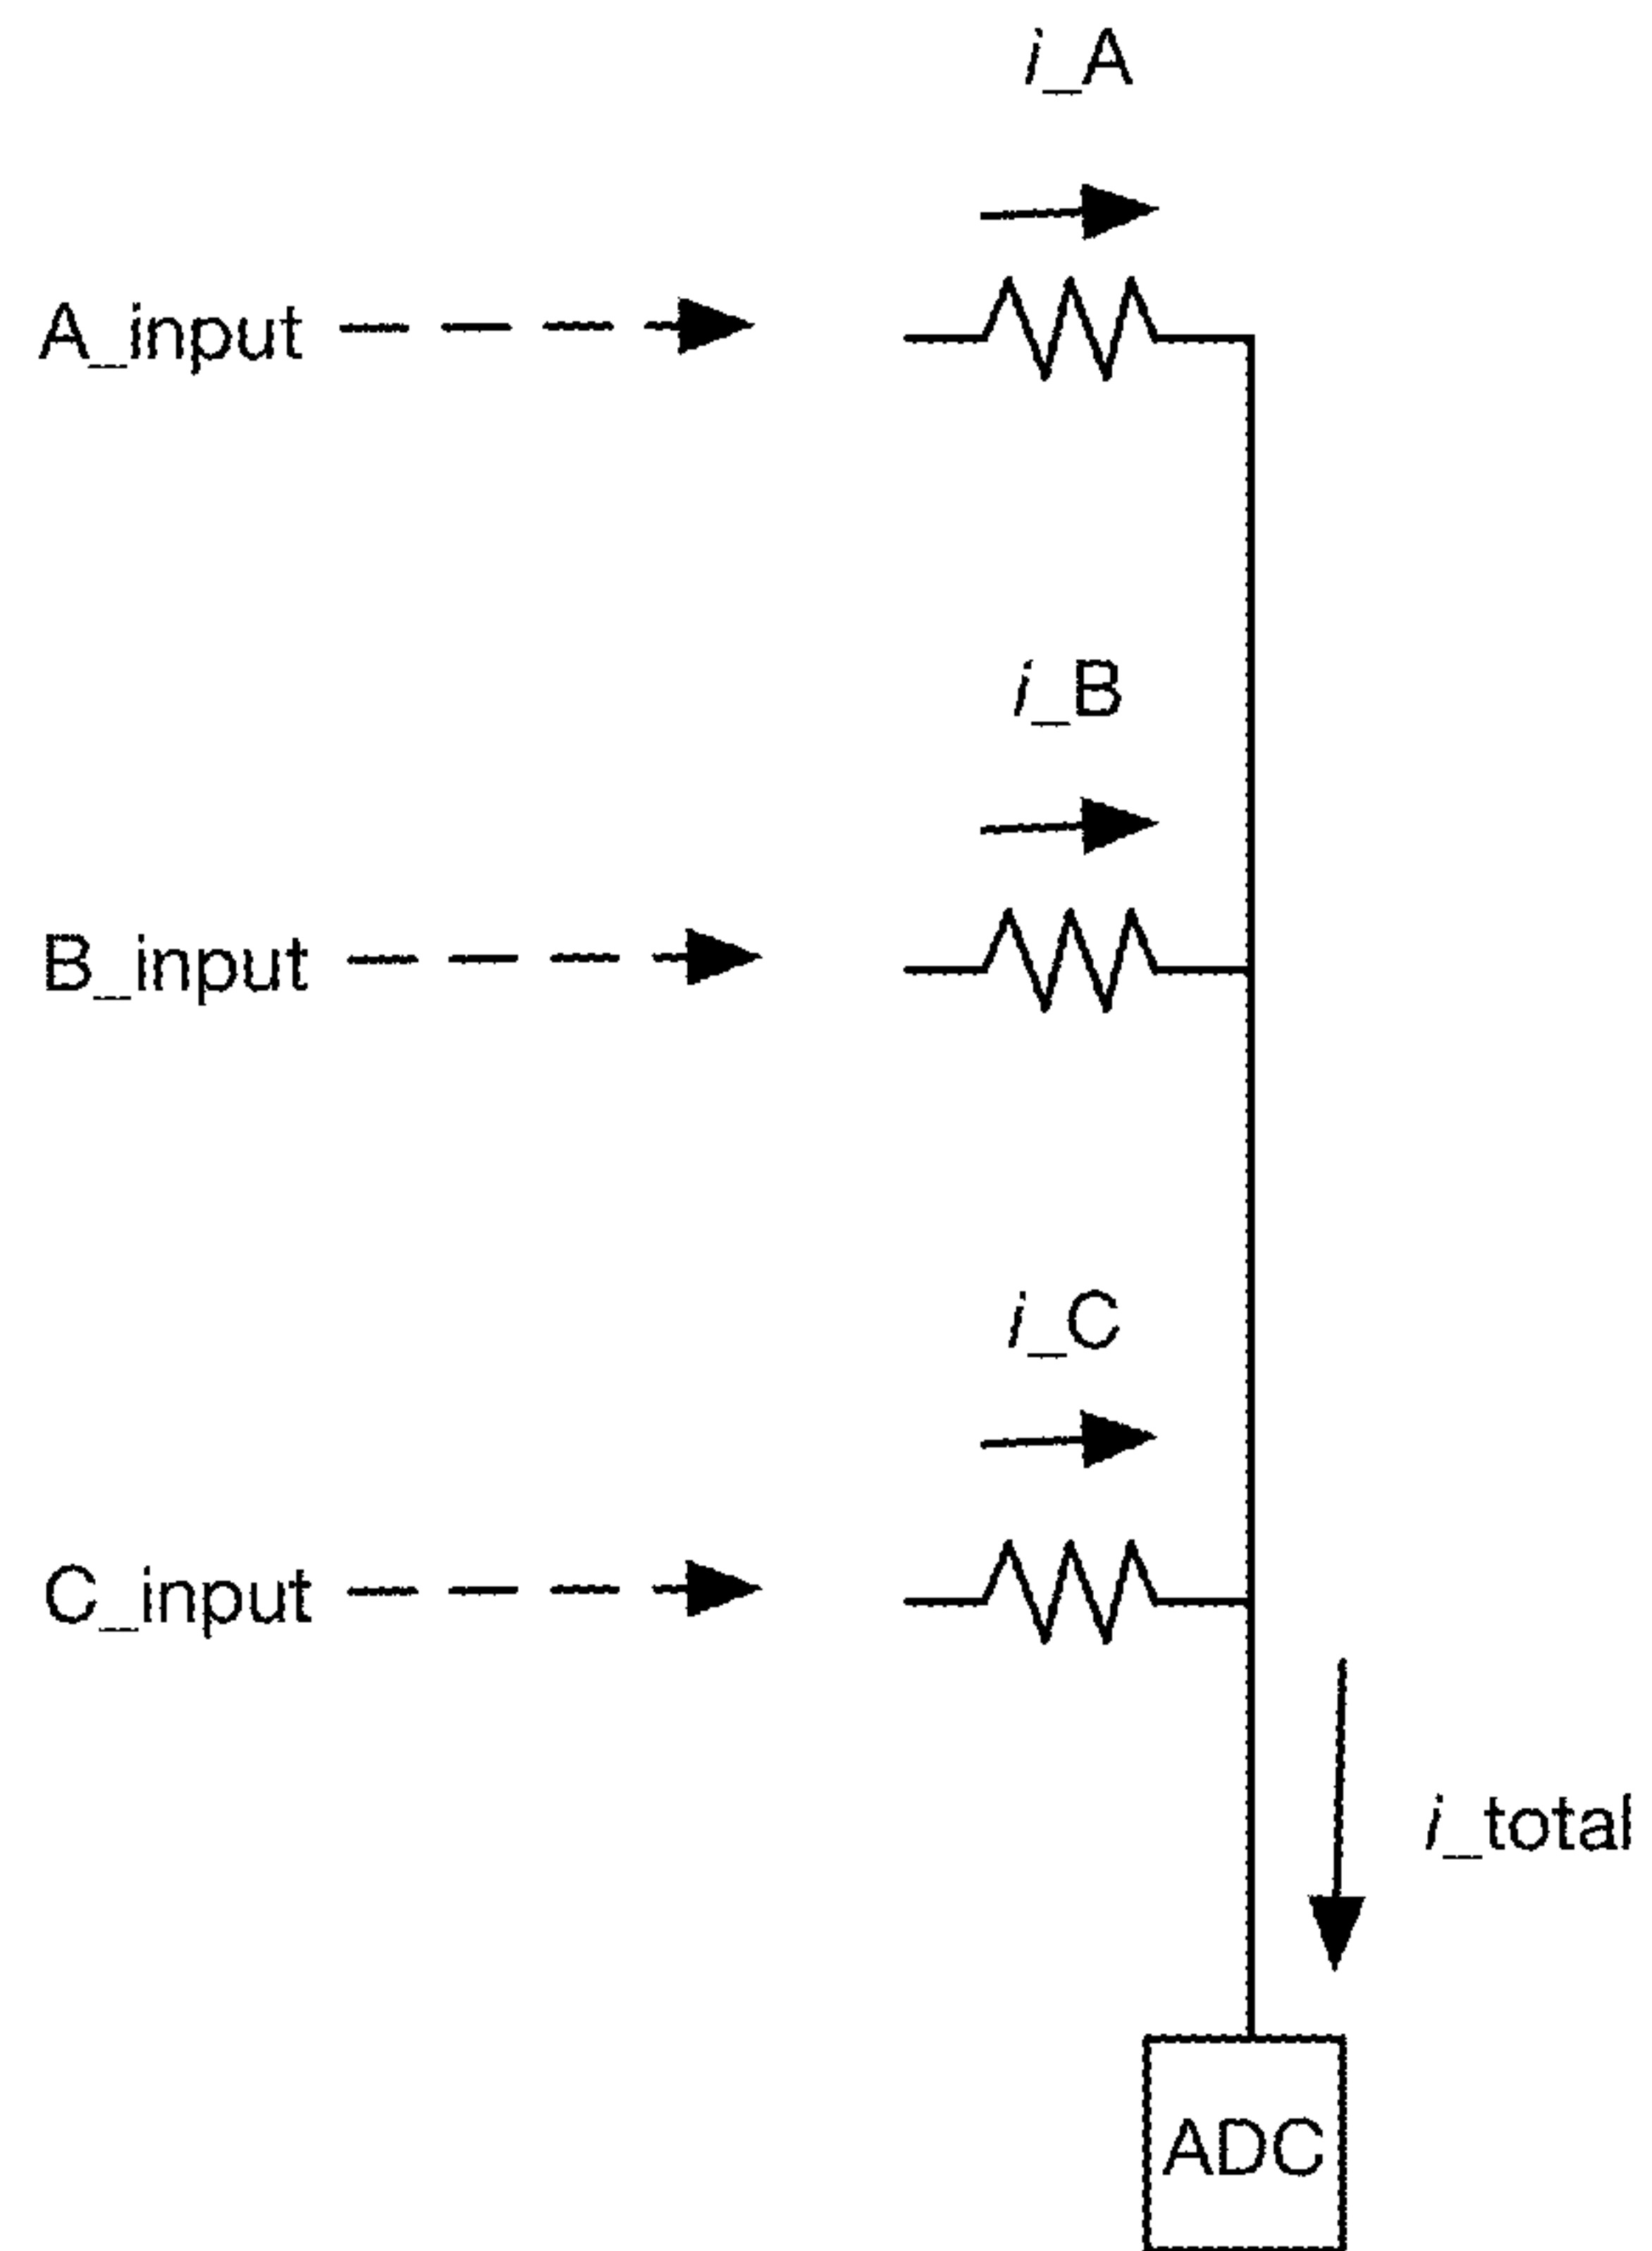 i_A
A_input
i_B
B_input
i_C
C_input
i_total
ADC